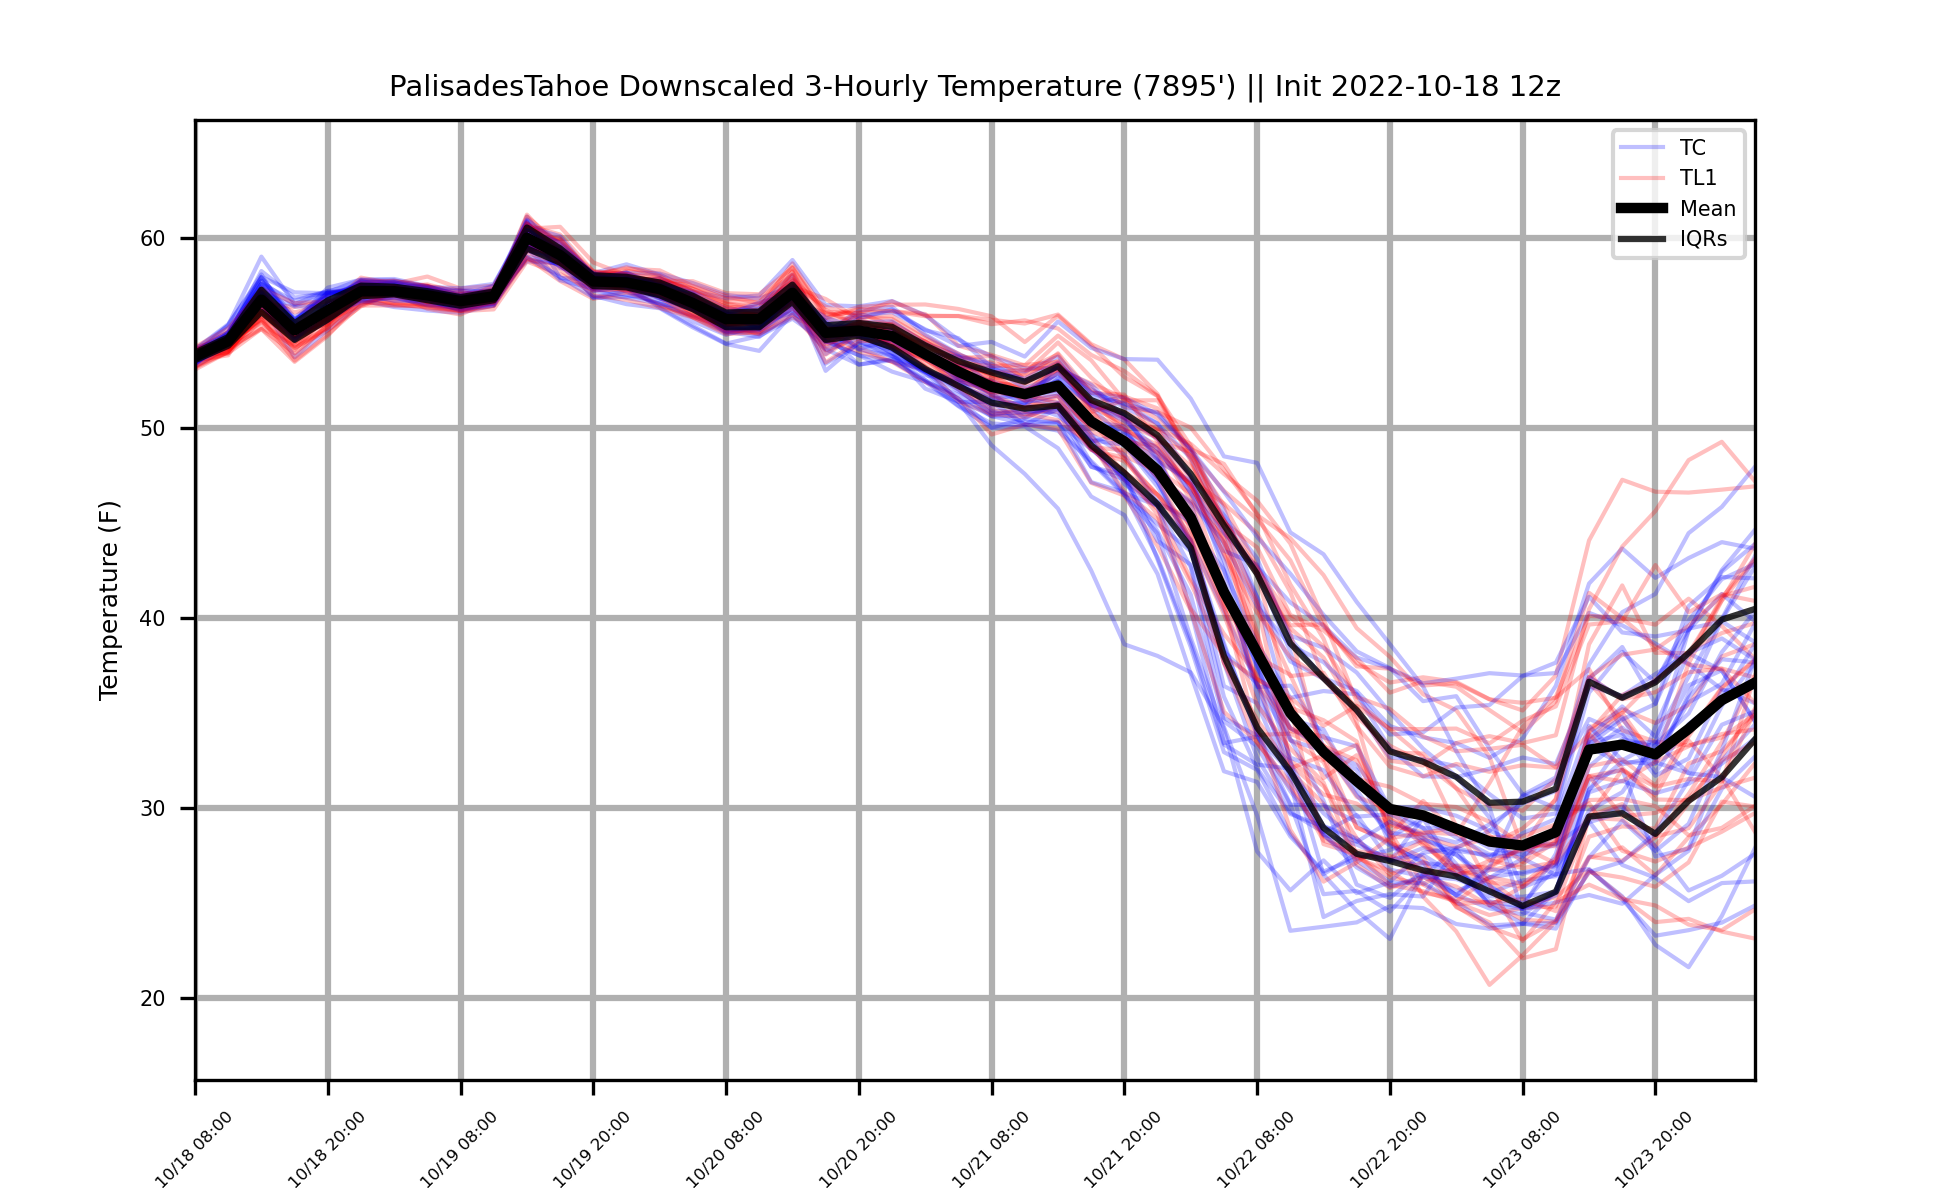 PalisadesTahoe Downscaled 3-Hourly Temperature (7895') || Init 2022-10-18 12z
TC
TL1
Mean
IQRs
Temperature (F)
60
50
40
30
20
10/18 08:00
10/18 20:00
10/19 08:00
10/19 20:00
10/20 08:00
10/20 20:00
10/21 08:00
10/21 20:00
10/22 08:00
10/22 20:00
10/23 08:00
10/23 20:00